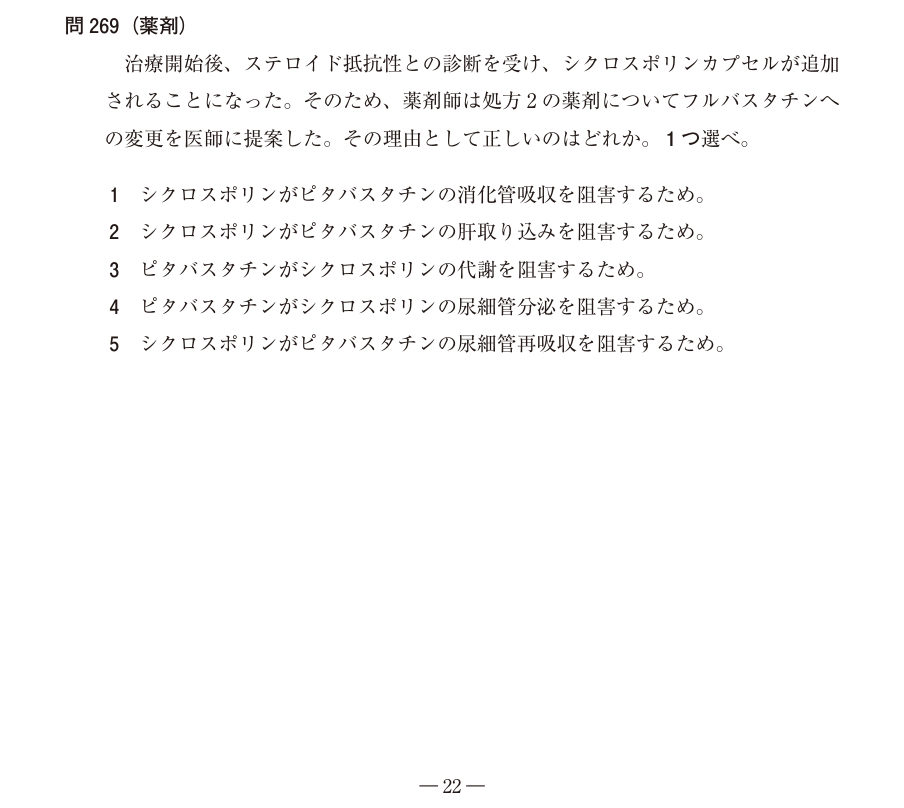 問 269（薬剤）
治療開始後、ステロイド抵抗性との診断を受け、シクロスポリンカプセルが追加
されることになった。そのため、薬剤師は処方２の薬剤についてフルバスタチンへ
の変更を医師に提案した。その理由として正しいのはどれか。１つ選べ。
1 シクロスポリンがピタバスタチンの消化管吸収を阻害するため。
2 シクロスポリンがピタバスタチンの肝取り込みを阻害するため。
3 ピタバスタチンがシクロスポリンの代謝を阻害するため。
4 ピタバスタチンがシクロスポリンの尿細管分泌を阻害するため。
5 シクロスポリンがピタバスタチンの尿細管再吸収を阻害するため。
― 22 ―